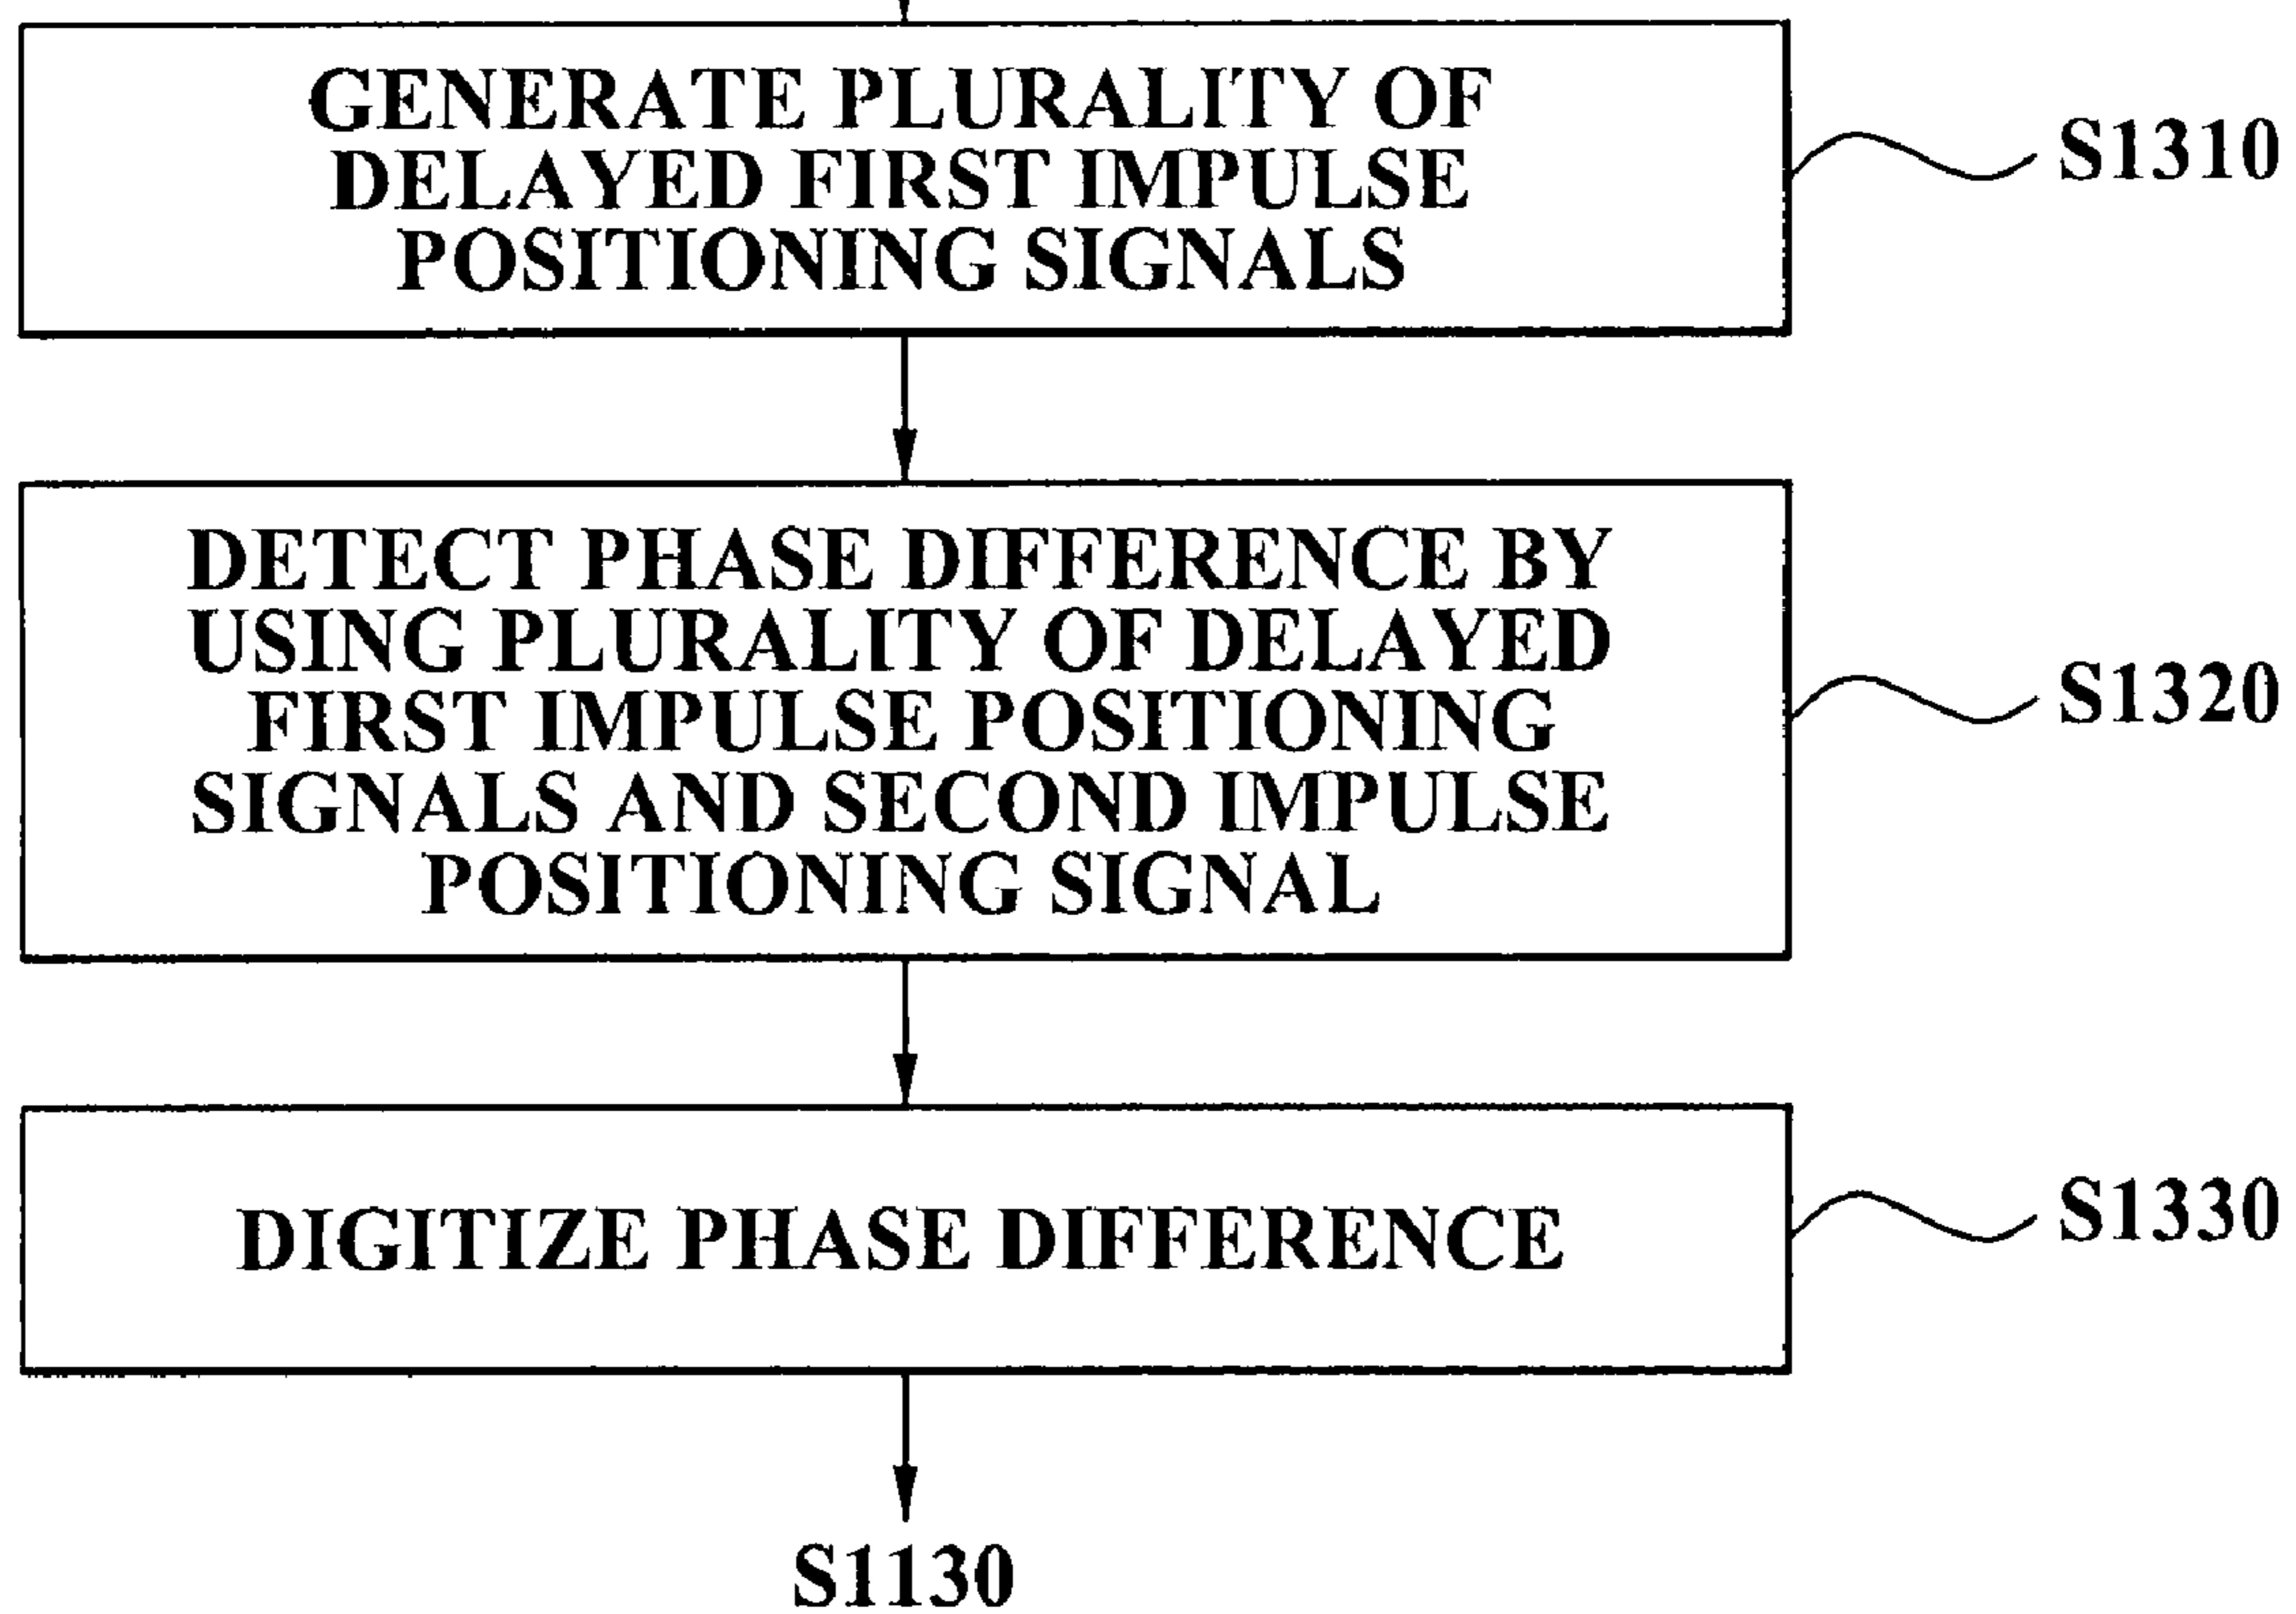 GENERATE PLURALITY OF
DELAYED FIRST IMPULSE
POSITIONING SIGNALS
S1310
DETECT PHASE DIFFERENCE BY
USING PLURALITY OF DELAYED
FIRST IMPULSE POSITIONING
SIGNALS AND SECOND IMPULSE
POSITIONING SIGNAL
S1320
DIGITIZE PHASE DIFFERENCE
S1330
S1130